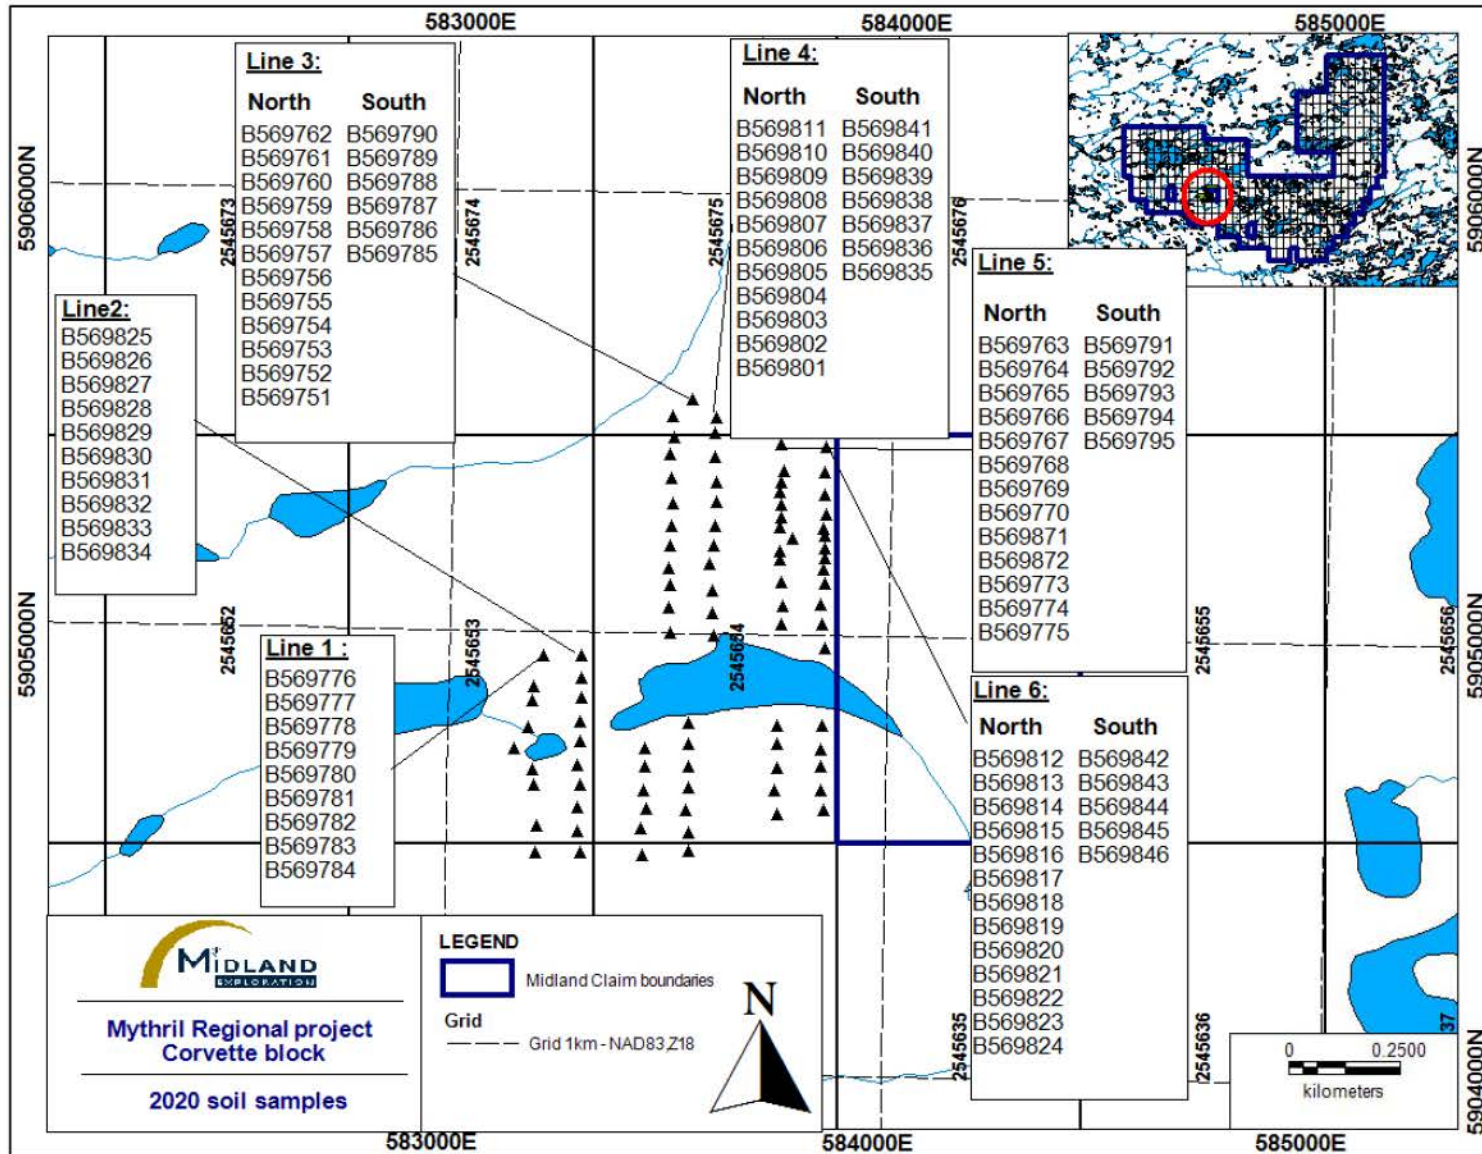 583000E 584000E 585000E
5906000N
5906000N
Line 3:
North South
B569762 B569790
B569761 B569789
B569760 B569788
B569759 B569787
B569758 B569786
B569757 B569785
B569756
B569755
B569754
B569753
B569752
B569751
Line 4:
North South
B569811 B569841
B569810 B569840
B569809 B569839
B569808 B569838
B569807 B569837
B569806 B569836
B569805 B569835
B569804
B569803
B569802
B569801
2545673
2545674
2545675
2545676
Line2:
B569825
B569826
B569827
B569828
B569829
B569830
B569831
B569832
B569833
B569834
Line 5:
North South
B569763 B569791
B569764 B569792
B569765 B569793
B569766 B569794
B569767 B569795
B569768
B569769
B569770
B569871
B569872
B569773
B569774
B569775
5905000N
5905000N
2545652
2545653
2545654
2545655
2545656
Line 1 :
B569776
B569777
B569778
B569779
B569780
B569781
B569782
B569783
B569784
Line 6:
North South
B569812 B569842
B569813 B569843
B569814 B569844
B569815 B569845
B569816 B569846
B569817
B569818
B569819
B569820
B569821
B569822
B569823
B569824
MIDLAND
EXPLORATION
Mythril Regional project
Corvette block
2020 soil samples
LEGEND
Midland Claim boundaries
Grid
Grid 1km - NAD83,Z18
N
2545635
2545636
37
0 0.2500
kilometers
5904000N
583000E 584000E 585000E